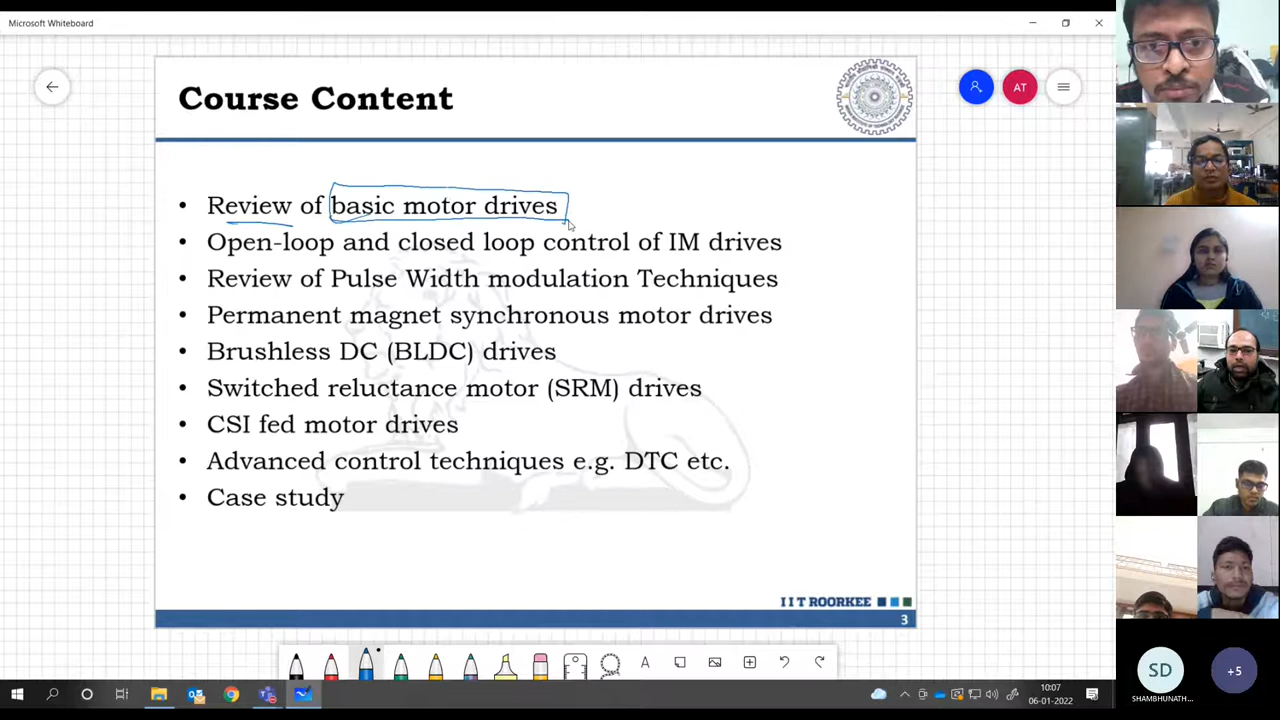 Microsoft Whiteboard
Course Content
AT
• Review of basic motor drives
• Open-loop and closed loop control of IM drives
• Review of Pulse Width modulation Techniques
• Permanent magnet synchronous motor drives
• Brushless DC (BLDC) drives
• Switched reluctance motor (SRM) drives
• CSI fed motor drives
• Advanced control techniques e.g. DTC etc.
• Case study
I I T ROORKEE
3
A
SD
+5
SHAMBHUNATH...
10:07
06-01-2022